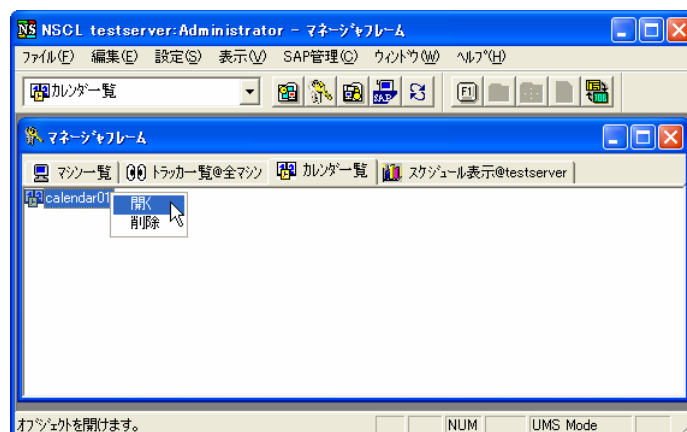 NS NSCL testserver:Administrator - マネージャフレーム
ファイル(F) 編集(E) 設定(S) 表示(V) SAP管理(C) ウィンドウ(W) ヘルプ(H)
カレンダ一覧 SAP F1
マネージャフレーム
マシン一覧 トラッカー一覧@全マシン カレンダー一覧 スケジュール表示@testserver
calendar01 開く
削除
オブジェクトを開けます。 NUM UMS Mode